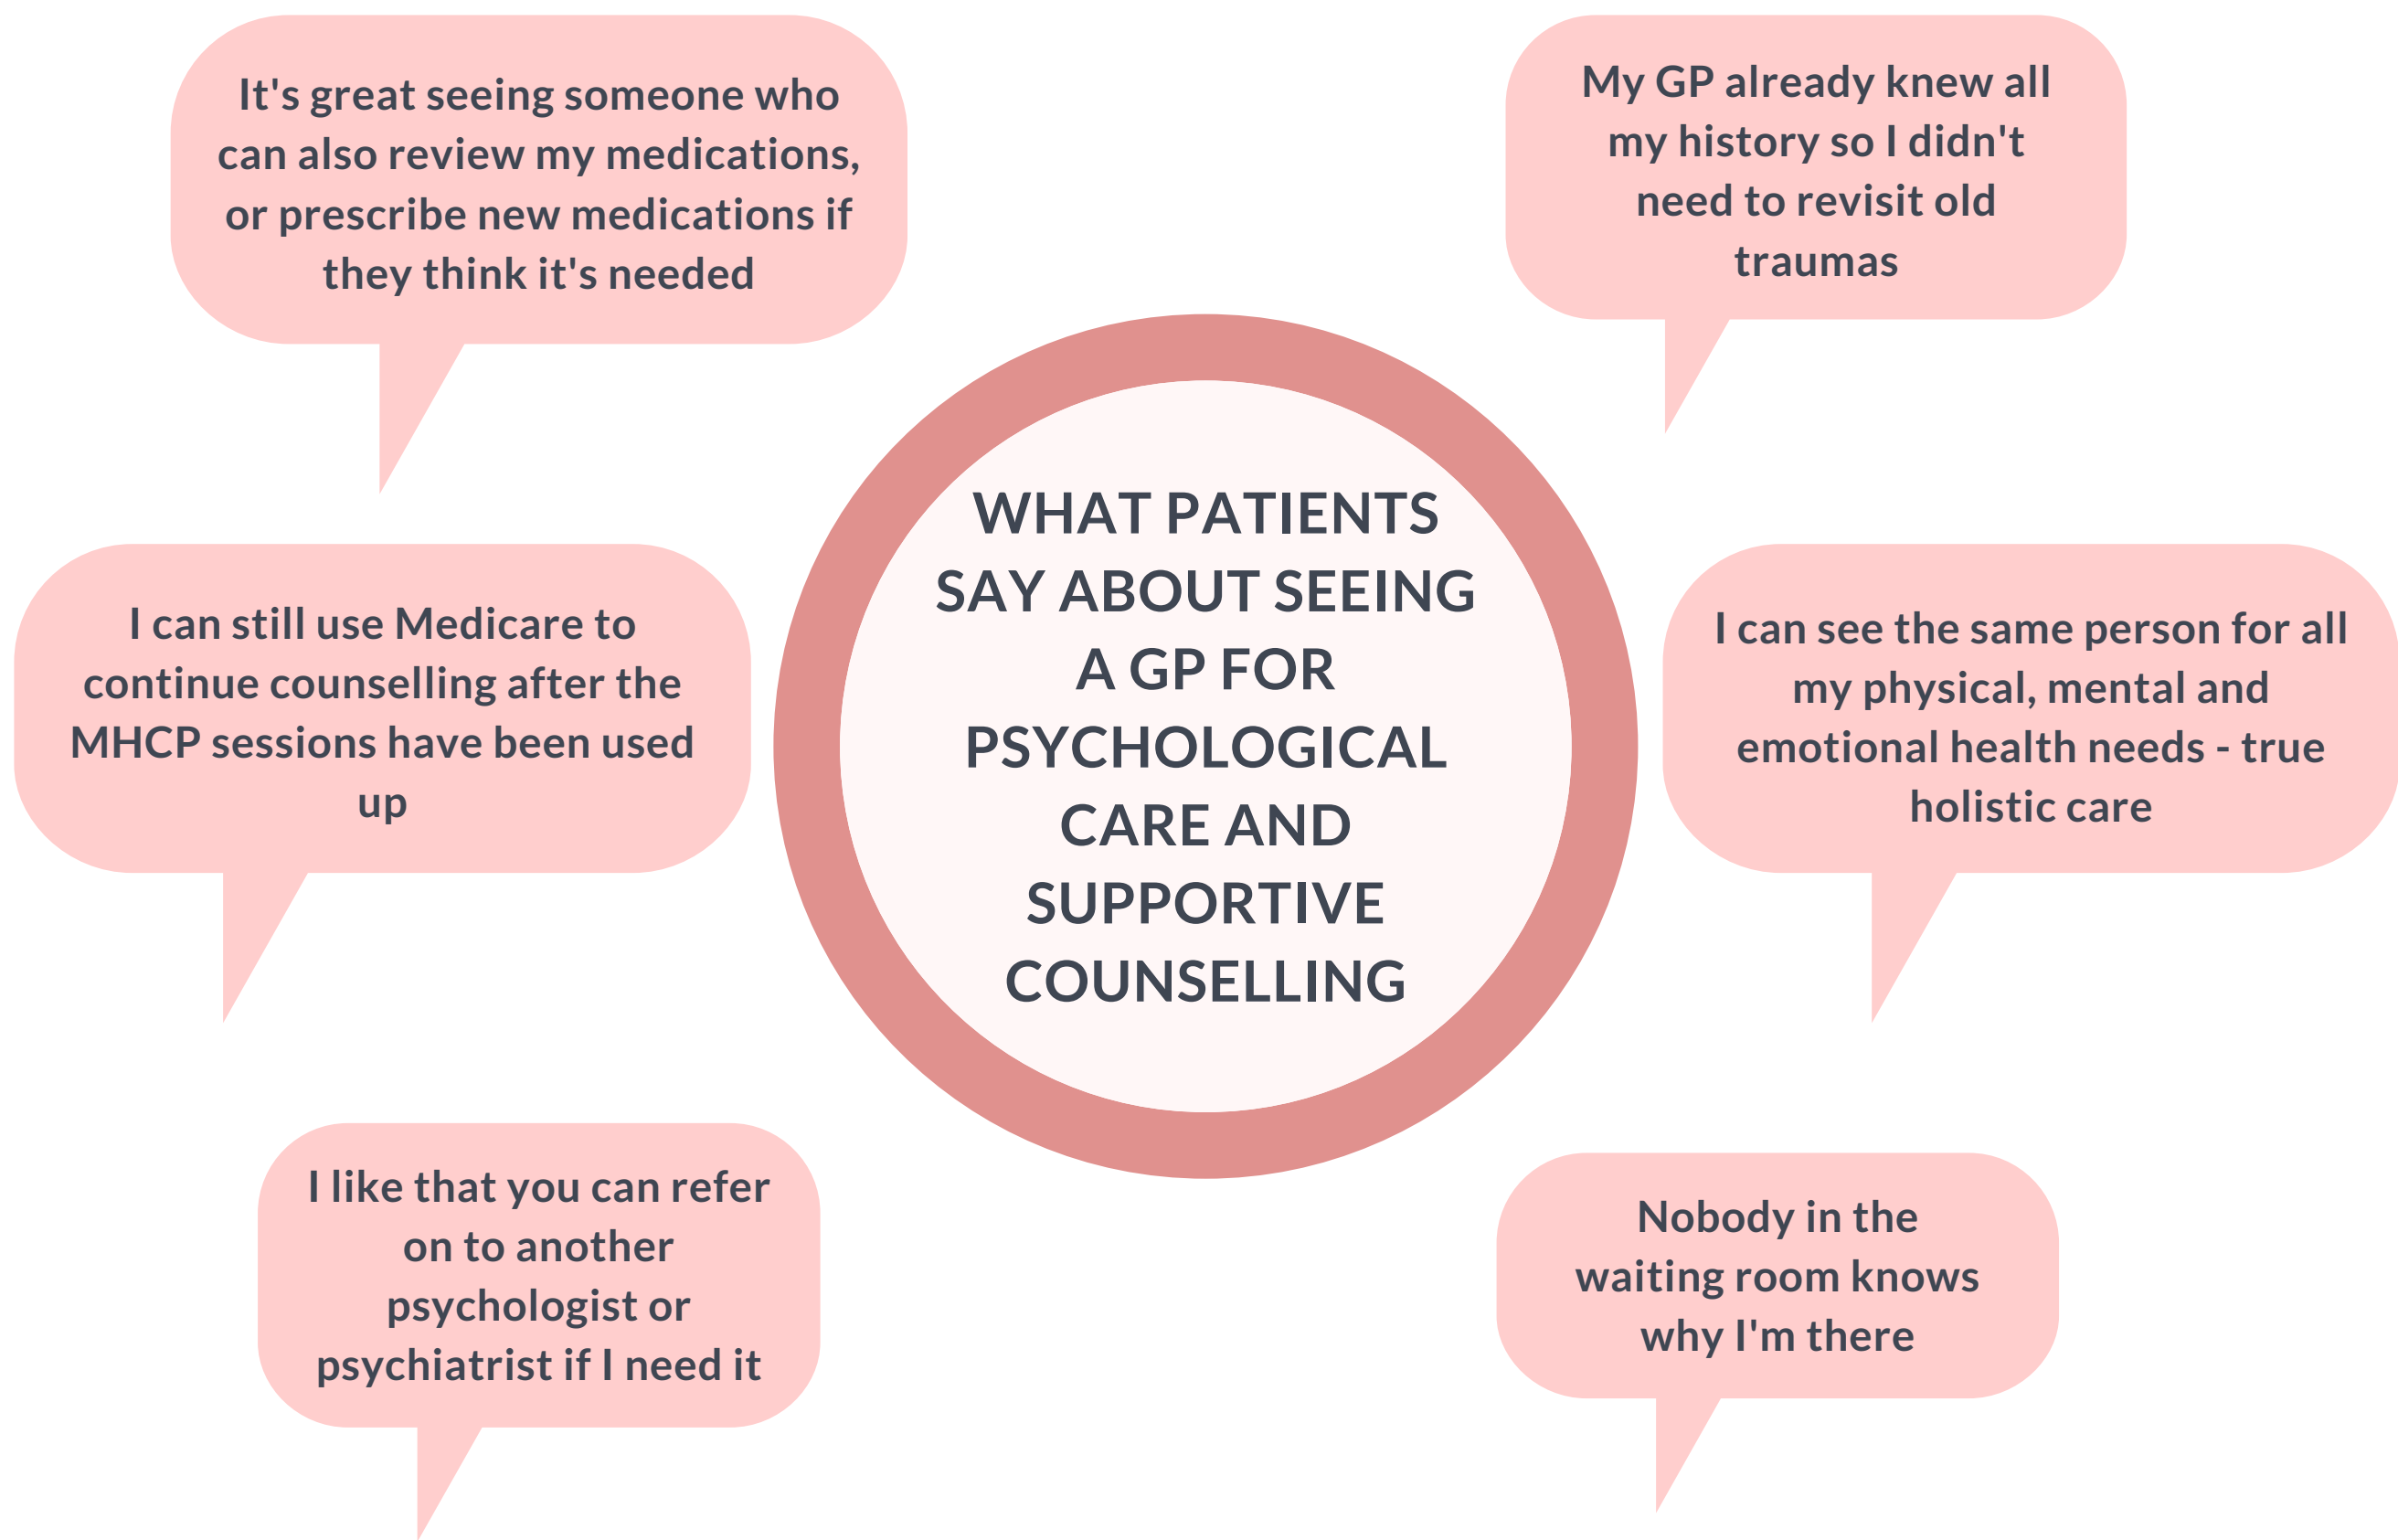 It's great seeing someone who
can also review my medications,
or prescribe new medications if
they think it's needed
My GP already knew all
my history so I didn't
need to revisit old
traumas
WHAT PATIENTS
SAY ABOUT SEEING
A GP FOR
PSYCHOLOGICAL
CARE AND
SUPPORTIVE
COUNSELLING
I can still use Medicare to
continue counselling after the
MHCP sessions have been used
up
I can see the same person for all
my physical, mental and
emotional health needs - true
holistic care
I like that you can refer
on to another
psychologist or
psychiatrist if I need it
Nobody in the
waiting room knows
why I'm there